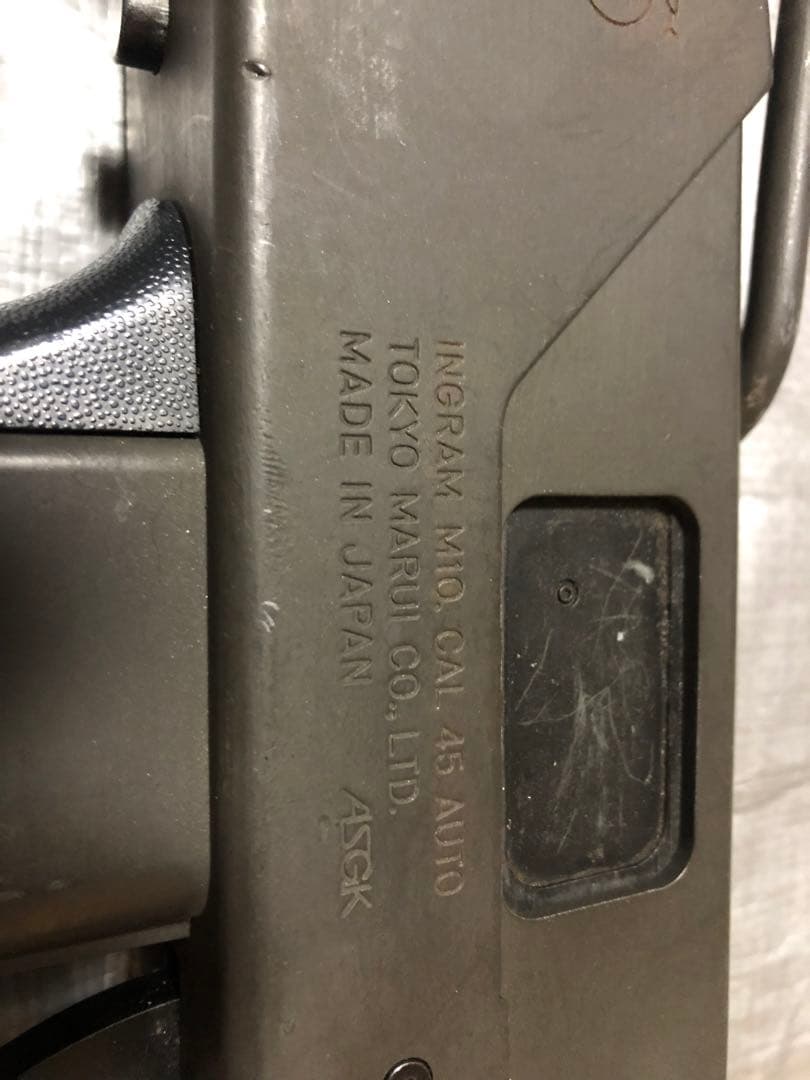 INGRAM M10, CAL. 45 AUTO
TOKYO MARUI CO., LTD.
MADE IN JAPAN
ASGK